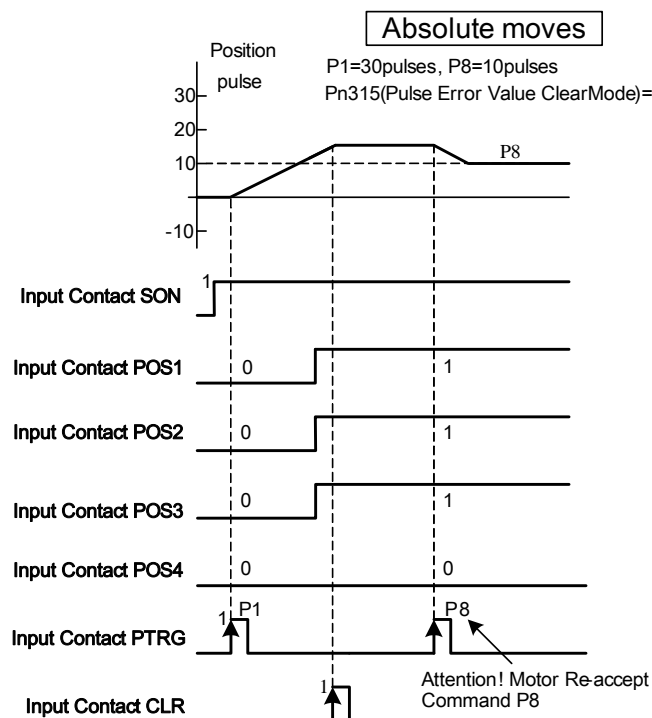 Absolute moves
Position
pulse
P1=30pulses, P8=10pulses
Pn315(Pulse Error Value ClearMode)=
30
20
10
-10
P8
Input Contact SON
1
Input Contact POS1
0
1
Input Contact POS2
0
1
Input Contact POS3
0
1
Input Contact POS4
0
0
Input Contact PTRG
1
P1
P8
Attention! Motor Re-accept
Command P8
Input Contact CLR
1